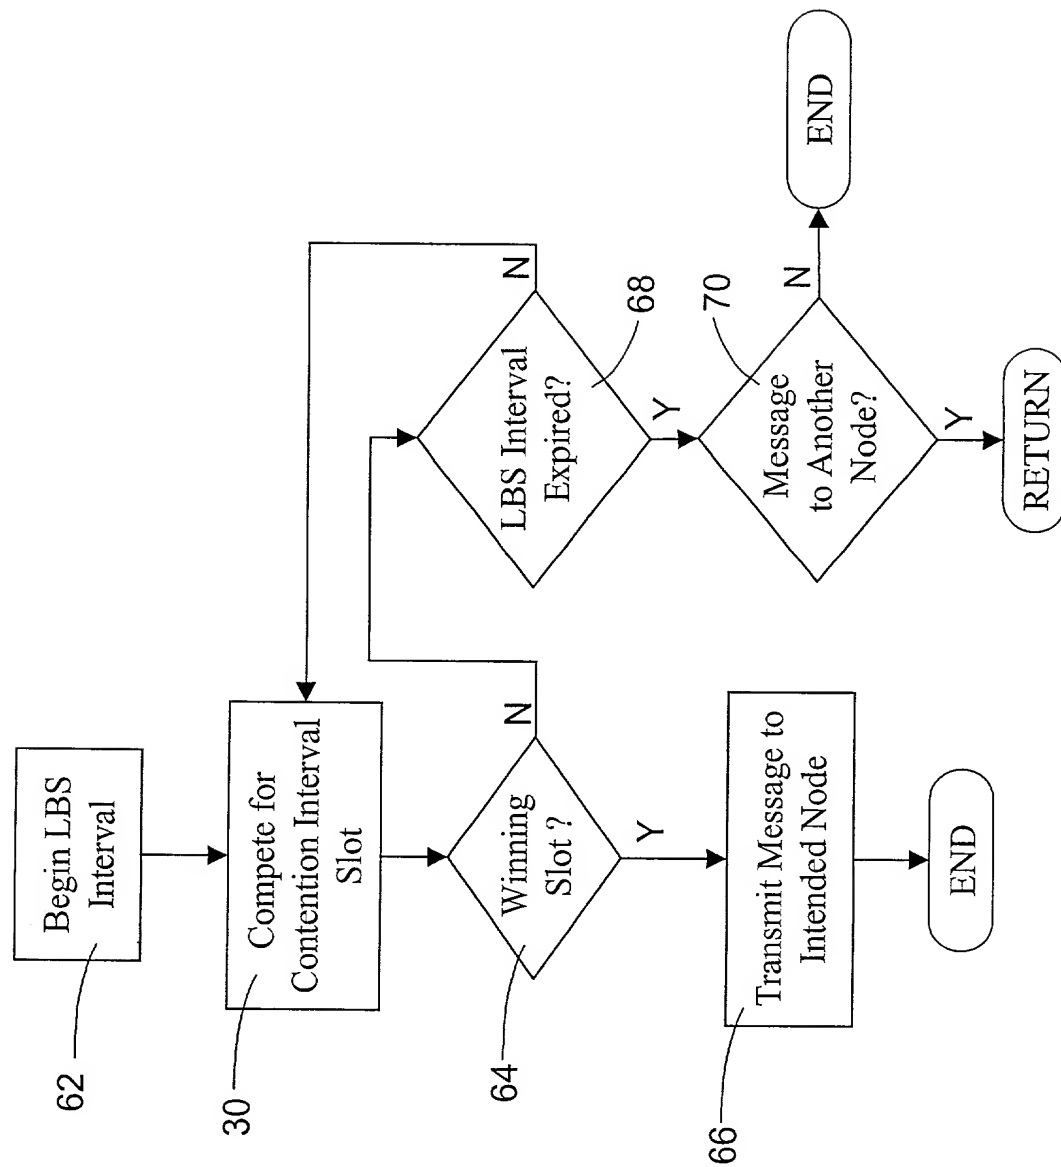 62
Begin LBS
Interval
30
Compete for
Contention Interval
Slot
64
Winning
Slot ?
N
Y
66
Transmit Message to
Intended Node
END
LBS Interval
Expired?
68
N
Y
70
Message
to Another
Node?
N
END
Y
RETURN